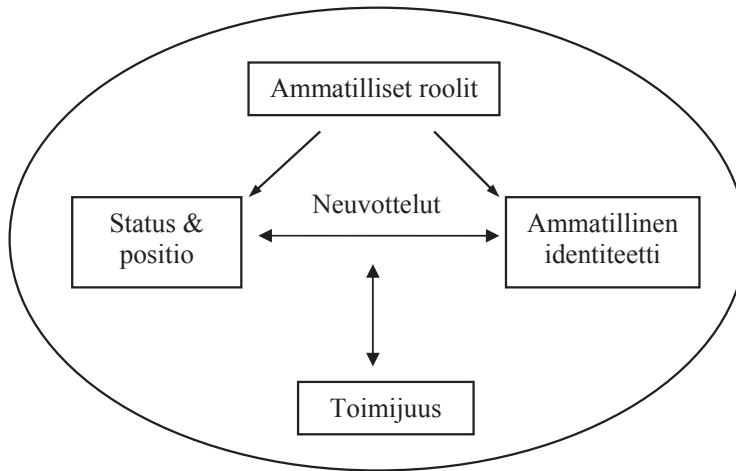 Ammatilliset roolit
Neuvottelut
Status &
positio
Ammatillinen
identiteetti
Toimijuus